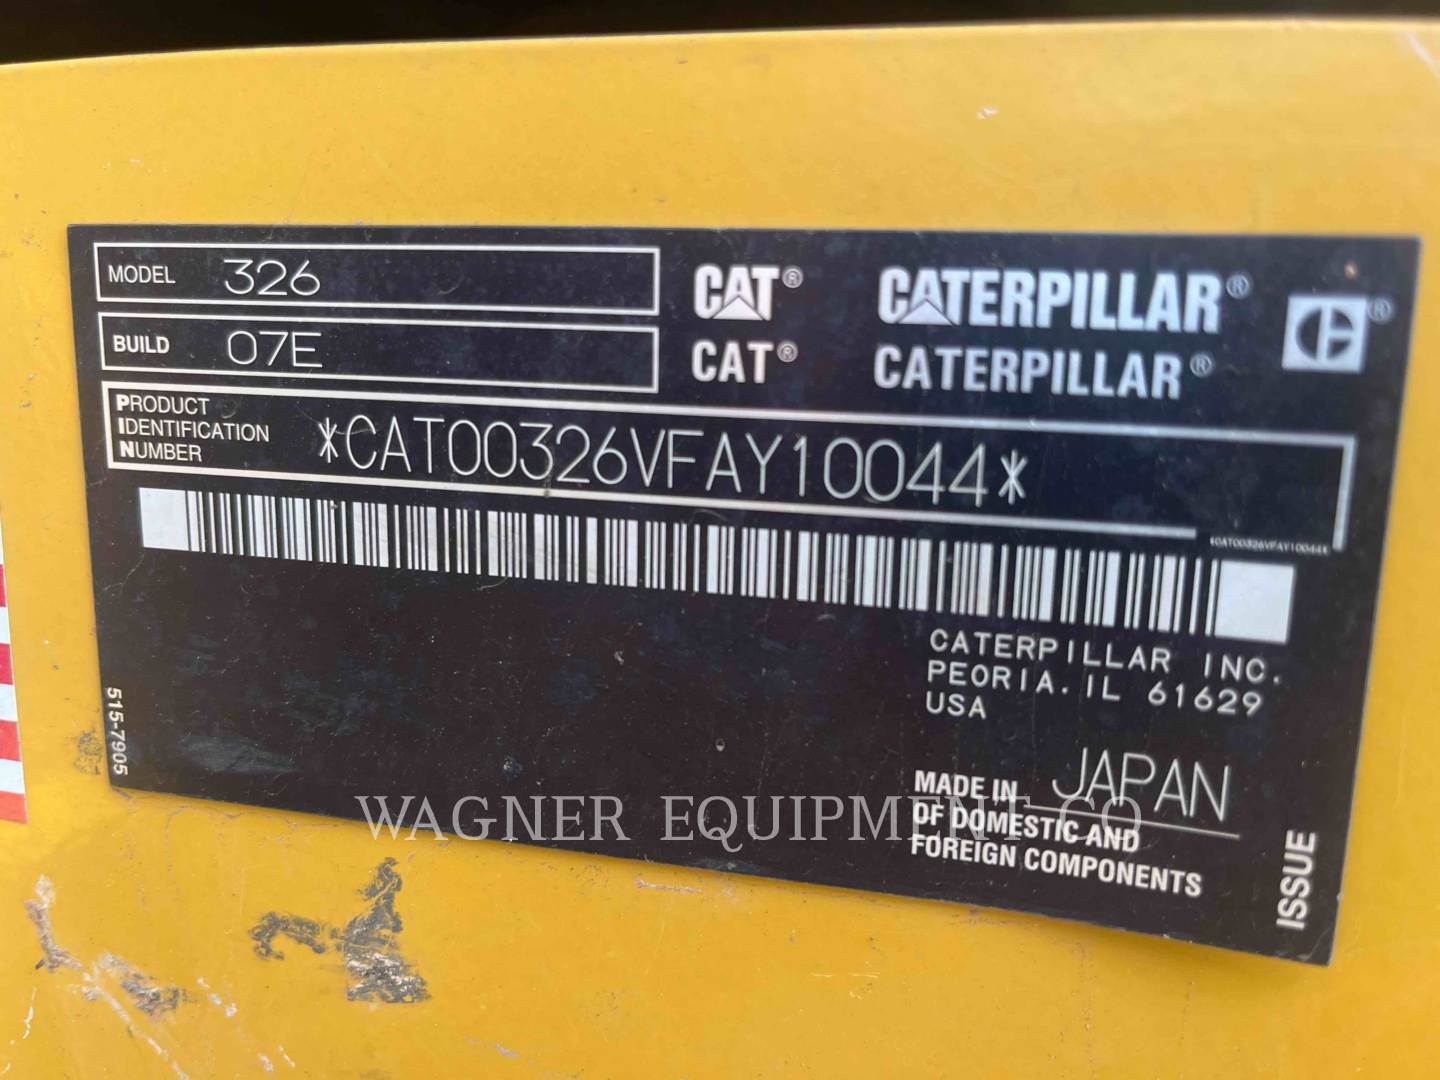 MODEL 326
BUILD 07E
CAT® CATERPILLAR®
CAT® CATERPILLAR®
PRODUCT
IDENTIFICATION
NUMBER
*CAT00326VFAY10044*
*CAT00326VFAY10044*
CATERPILLAR INC.
PEORIA. IL 61629
USA
515-7905
MADE IN JAPAN
OF DOMESTIC AND
FOREIGN COMPONENTS
ISSUE
WAGNER EQUIPMENT CO